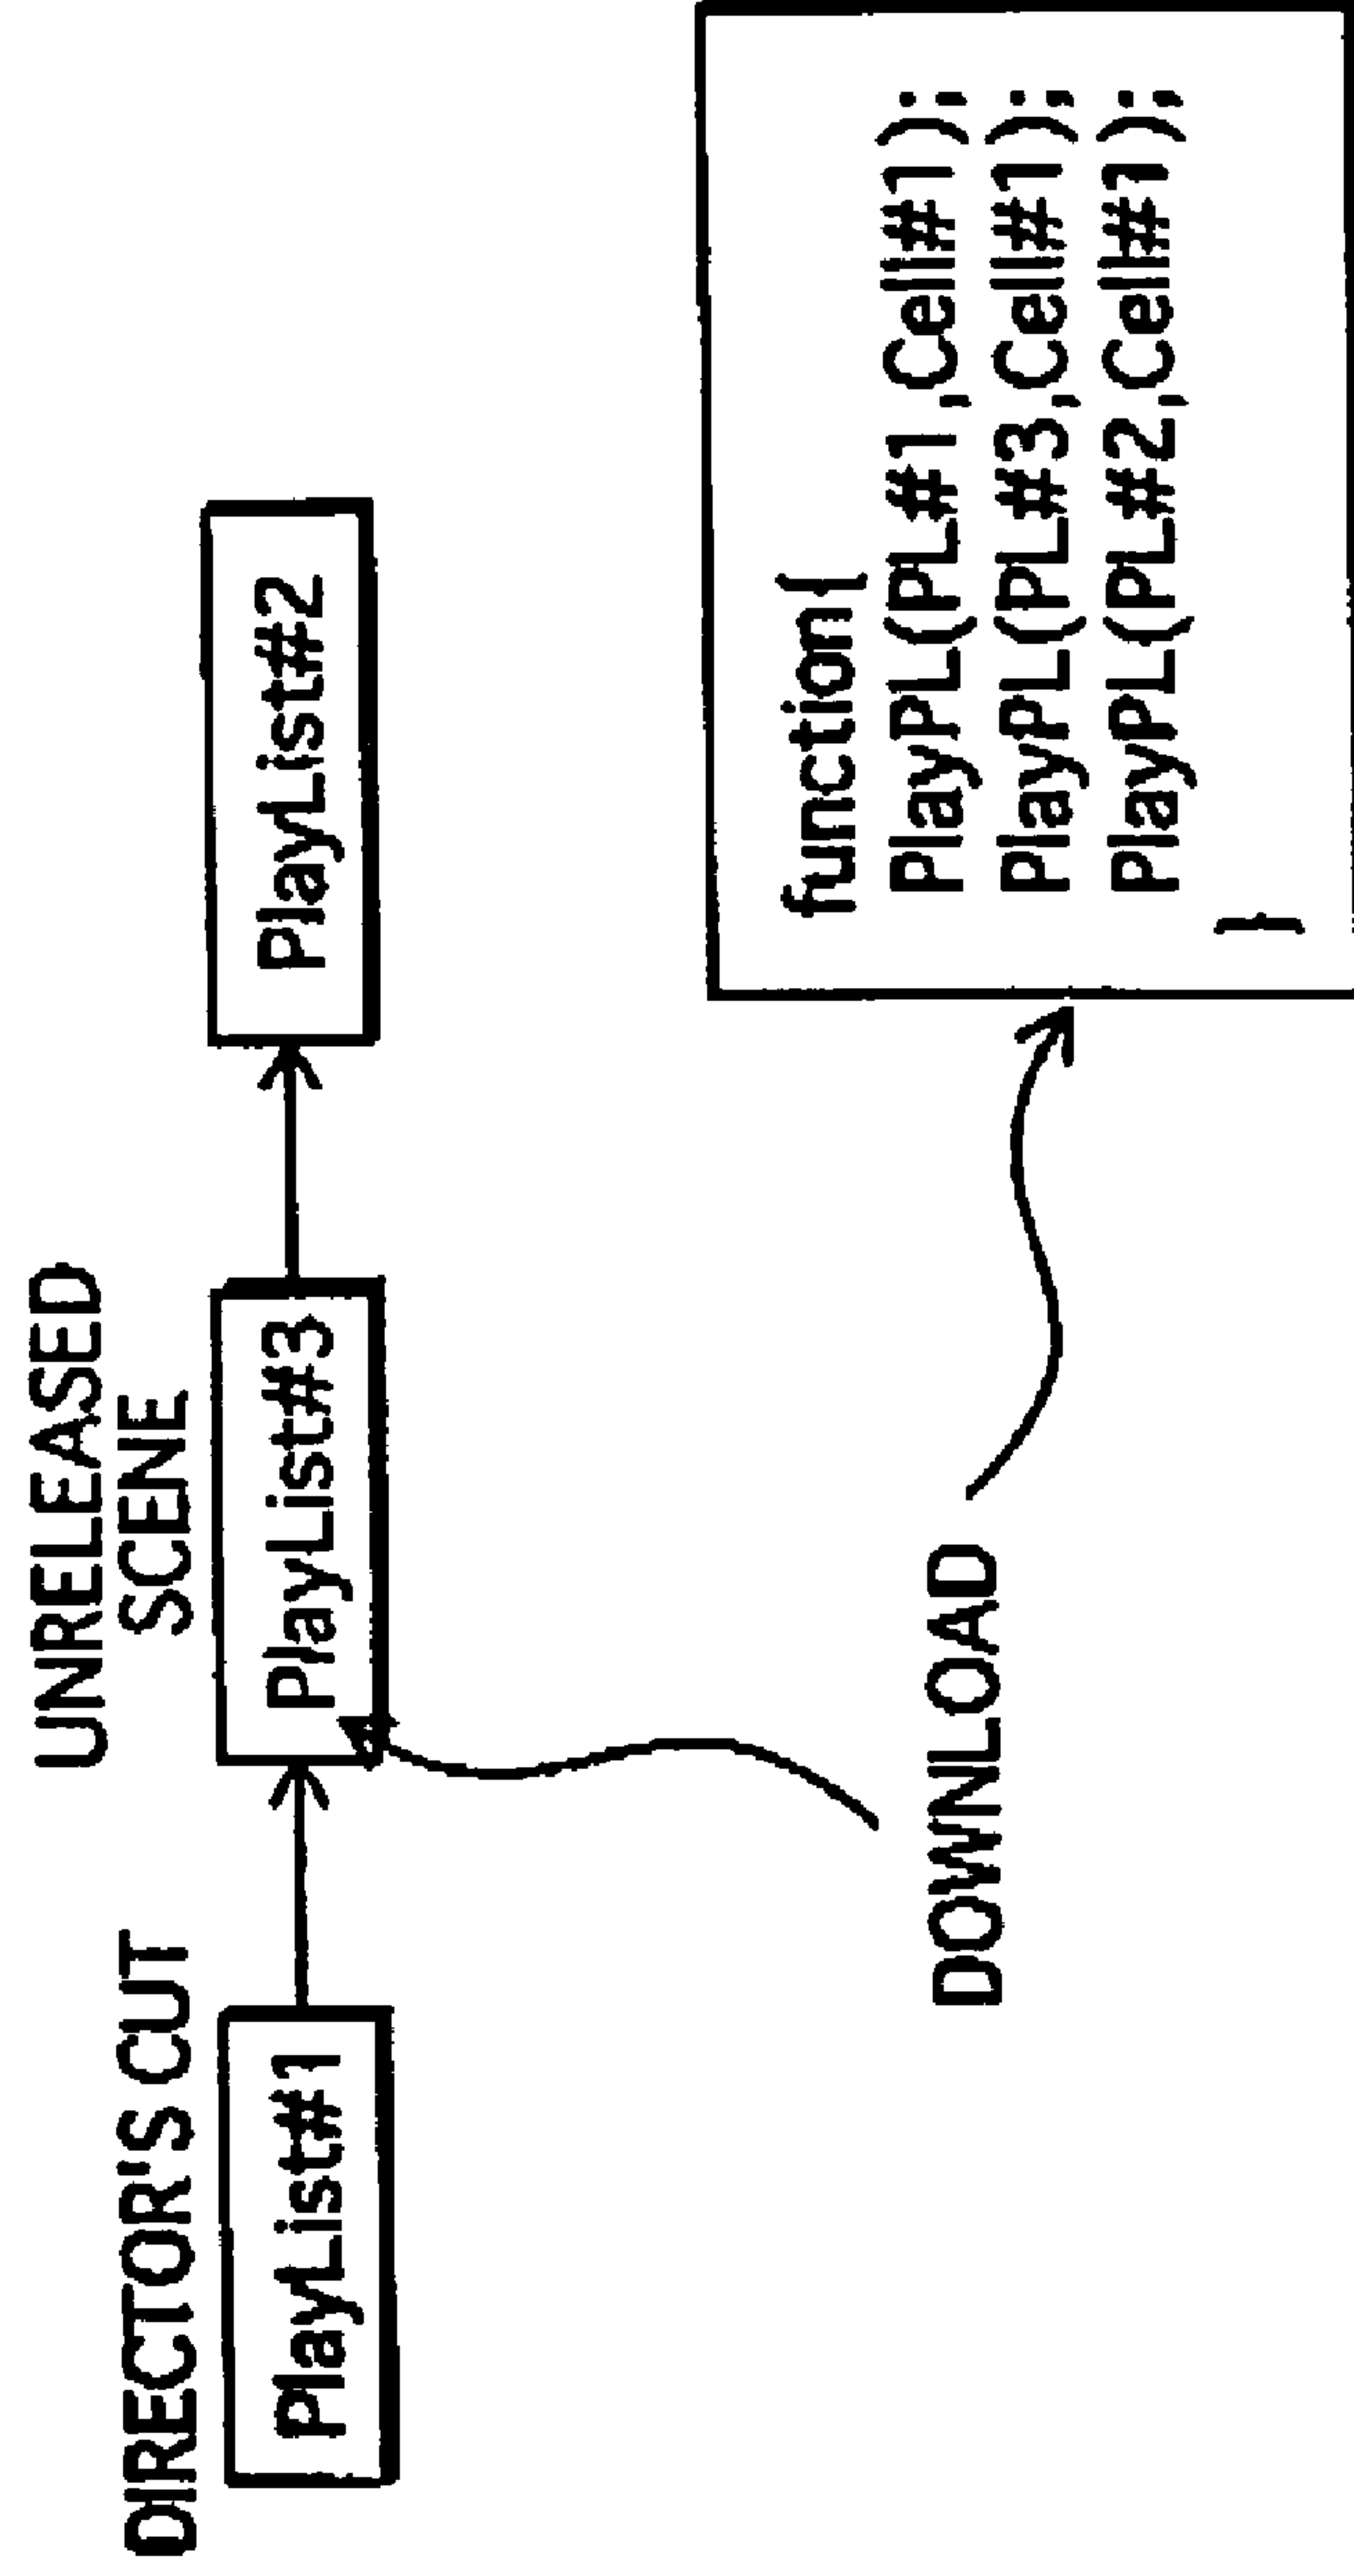 UNRELEASED
SCENE
DIRECTOR'S CUT
PlayList#1
PlayList#3
PlayList#2
DOWNLOAD
function{
PlayPL(PL#1,Cell#1);
PlayPL(PL#3,Cell#1);
PlayPL(PL#2,Cell#1);
}